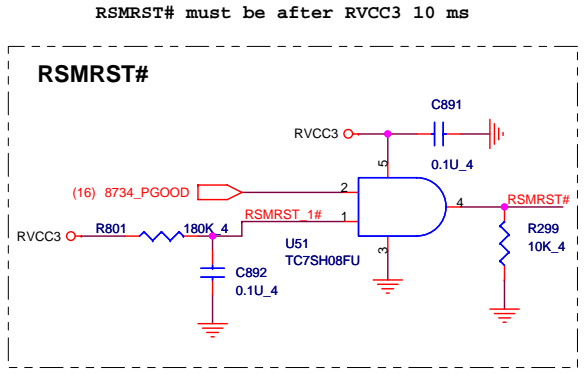 RSMRST# must be after RVCC3 10 ms
RSMRST#
C891
RVCC3
0.1U_4
5
(16) 8734_PGOOD
2
4
RSMRST#
RSMRST_1#
1
R801
180K_4
RVCC3
U51
TC7SH08FU
3
R299
10K_4
C892
0.1U_4